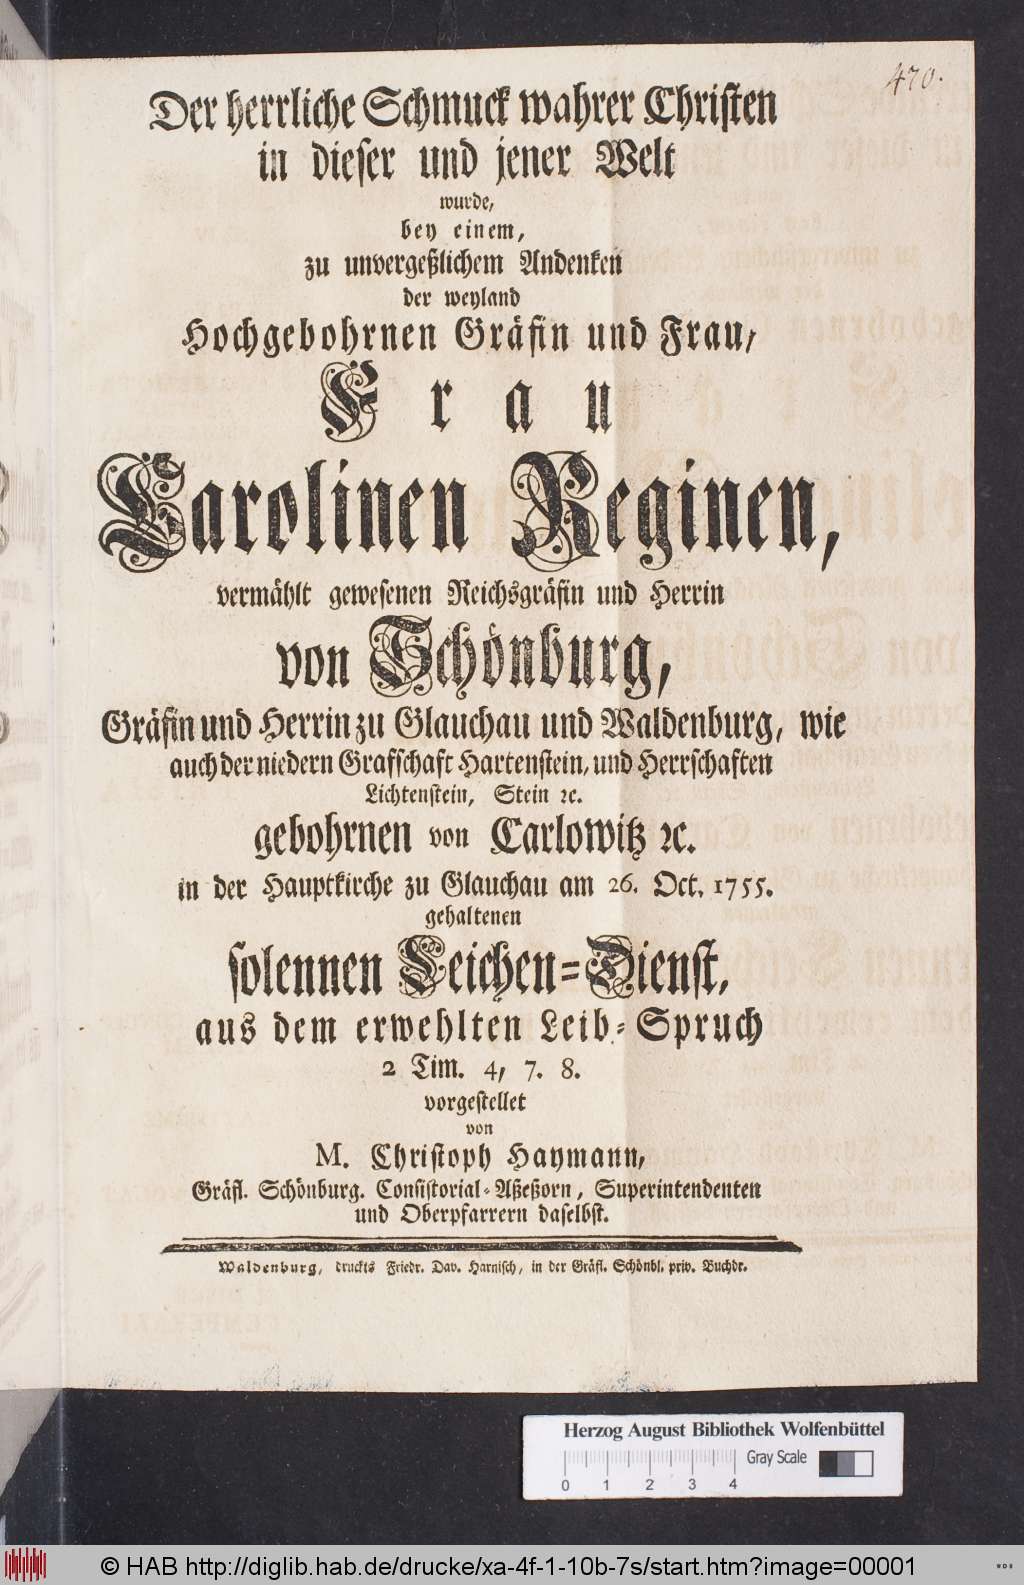 470.
Der herrliche Schmuck wahrer Christen
in dieser und jener Welt
wurde,
bey einem,
zu unvergeßlichem Andenken
der weyland
Hochgebohrnen Gräfin und Frau,
Frau
Carolinen Reginen,
vermählt gewesenen Reichsgräfin und Herrin
von Schönburg,
Gräfin und Herrin zu Glauchau und Waldenburg, wie
auch der niedern Grafschaft Hartenstein, und Herrschaften
Lichtenstein, Stein ꝛc.
gebohrnen von Carlowitz ꝛc.
in der Hauptkirche zu Glauchau am 26. Oct. 1755.
gehaltenen
solennen Leichen=Dienst,
aus dem erwehlten Leib=Spruch
2 Tim. 4, 7. 8.
vorgestellet
von
M. Christoph Haymann,
Gräfl. Schönburg. Consistorial=Aßeßorn, Superintendenten
und Oberpfarrern daselbst.
Waldenburg, druckts Friedr. Dav. Harnisch, in der Gräfl. Schönbl. priv. Buchdr.
Herzog August Bibliothek Wolfenbüttel
Gray Scale
0 1 2 3 4
© HAB http://diglib.hab.de/drucke/xa-4f-1-10b-7s/start.htm?image=00001